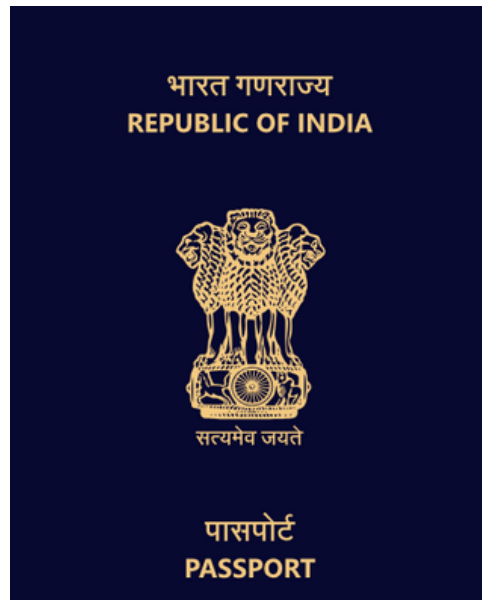 भारत गणराज्य
REPUBLIC OF INDIA
सत्यमेव जयते
पासपोर्ट
PASSPORT